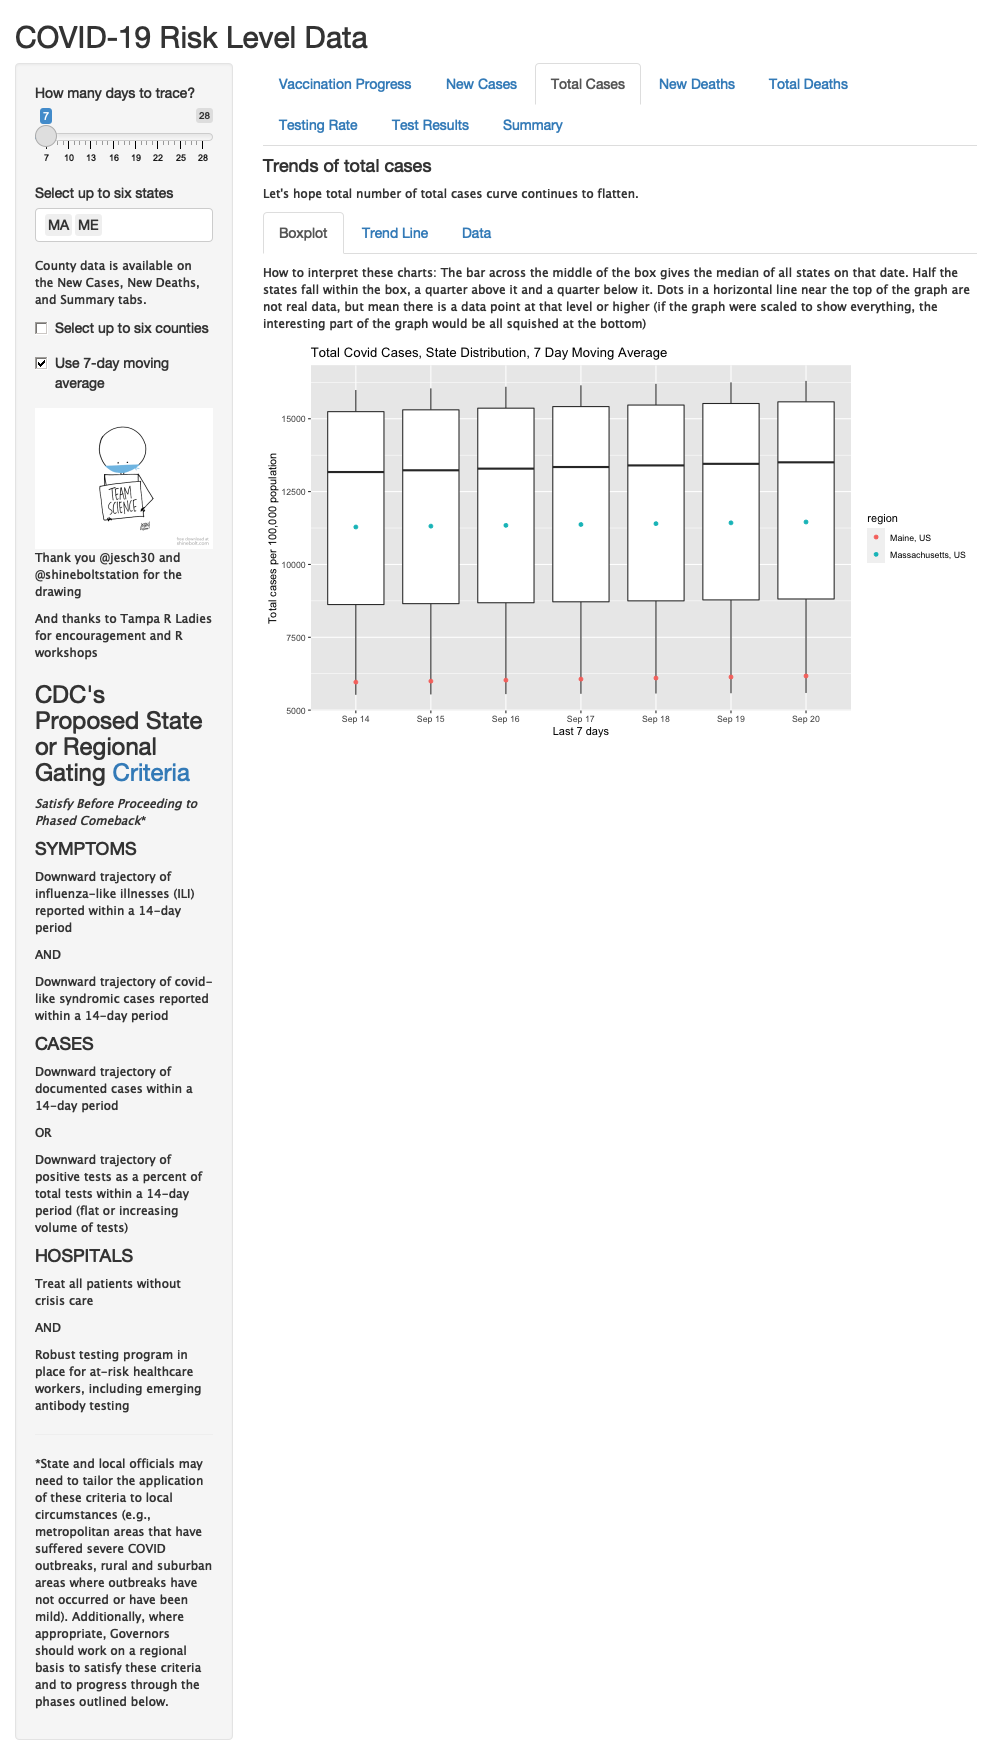 COVID-19 Risk Level Data
How many days to trace?
7
28
7 10 13 16 19 22 25 28
Select up to six states
MA ME
County data is available on
the New Cases, New Deaths,
and Summary tabs.
Select up to six counties
Use 7-day moving
average
TEAM
SCIENCE
free download at
shinebolt.com
Thank you @jesch30 and
@shineboltstation for the
drawing
And thanks to Tampa R Ladies
for encouragement and R
workshops
CDC's
Proposed State
or Regional
Gating Criteria
Satisfy Before Proceeding to
Phased Comeback*
SYMPTOMS
Downward trajectory of
influenza-like illnesses (ILI)
reported within a 14-day
period
AND
Downward trajectory of covid-
like syndromic cases reported
within a 14-day period
CASES
Downward trajectory of
documented cases within a
14-day period
OR
Downward trajectory of
positive tests as a percent of
total tests within a 14-day
period (flat or increasing
volume of tests)
HOSPITALS
Treat all patients without
crisis care
AND
Robust testing program in
place for at-risk healthcare
workers, including emerging
antibody testing
*State and local officials may
need to tailor the application
of these criteria to local
circumstances (e.g.,
metropolitan areas that have
suffered severe COVID
outbreaks, rural and suburban
areas where outbreaks have
not occurred or have been
mild). Additionally, where
appropriate, Governors
should work on a regional
basis to satisfy these criteria
and to progress through the
phases outlined below.
Vaccination Progress New Cases Total Cases New Deaths Total Deaths
Testing Rate Test Results Summary
Trends of total cases
Let's hope total number of total cases curve continues to flatten.
Boxplot Trend Line Data
How to interpret these charts: The bar across the middle of the box gives the median of all states on that date. Half the
states fall within the box, a quarter above it and a quarter below it. Dots in a horizontal line near the top of the graph are
not real data, but mean there is a data point at that level or higher (if the graph were scaled to show everything, the
interesting part of the graph would be all squished at the bottom)
Total Covid Cases, State Distribution, 7 Day Moving Average
Total cases per 100,000 population
15000
12500
10000
7500
5000
Sep 14 Sep 15 Sep 16 Sep 17 Sep 18 Sep 19 Sep 20
Last 7 days
region
Maine, US
Massachusetts, US